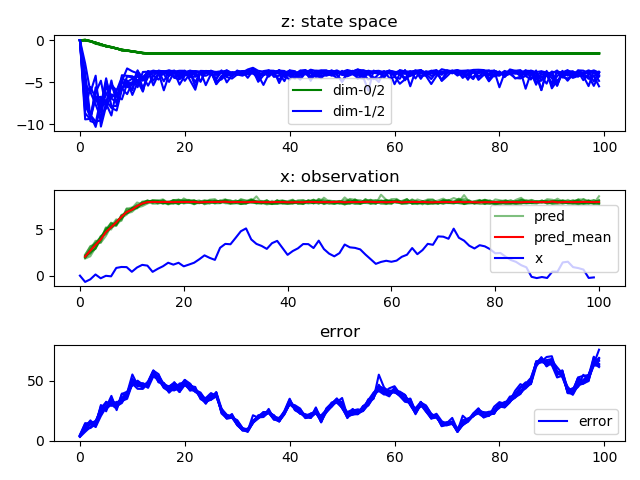 z: state space
0
−5
−10
dim-0/2
dim-1/2
0 20 40 60 80 100
x: observation
5
0
pred
pred_mean
x
0 20 40 60 80 100
error
50
0
error
0 20 40 60 80 100